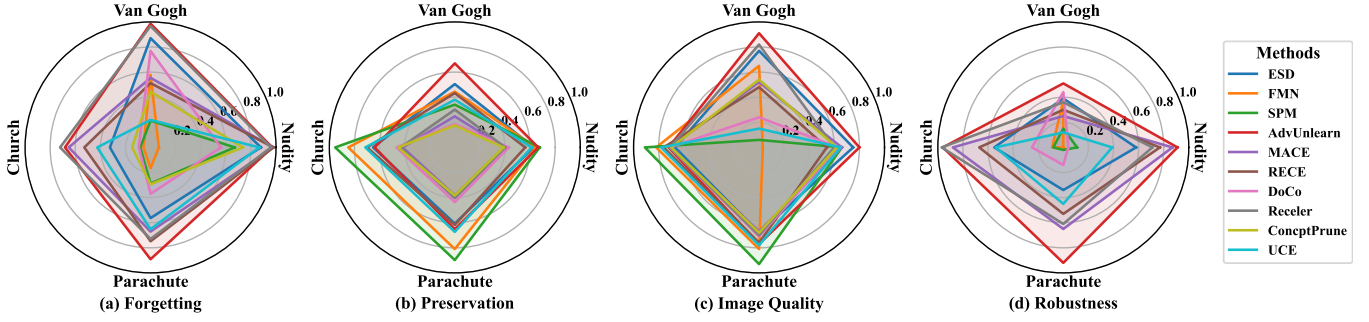 Van Gogh
Church
Nudity
Parachute
0.2
0.4
0.6
0.8
1.0
(a) Forgetting
Van Gogh
Church
Nudity
Parachute
0.2
0.4
0.6
0.8
1.0
(b) Preservation
Van Gogh
Church
Nudity
Parachute
0.2
0.4
0.6
0.8
1.0
(c) Image Quality
Van Gogh
Church
Nudity
Parachute
0.2
0.4
0.6
0.8
1.0
(d) Robustness
Methods
ESD
FMN
SPM
AdvUnlearn
MACE
RECE
DoCo
Receler
ConcptPrune
UCE